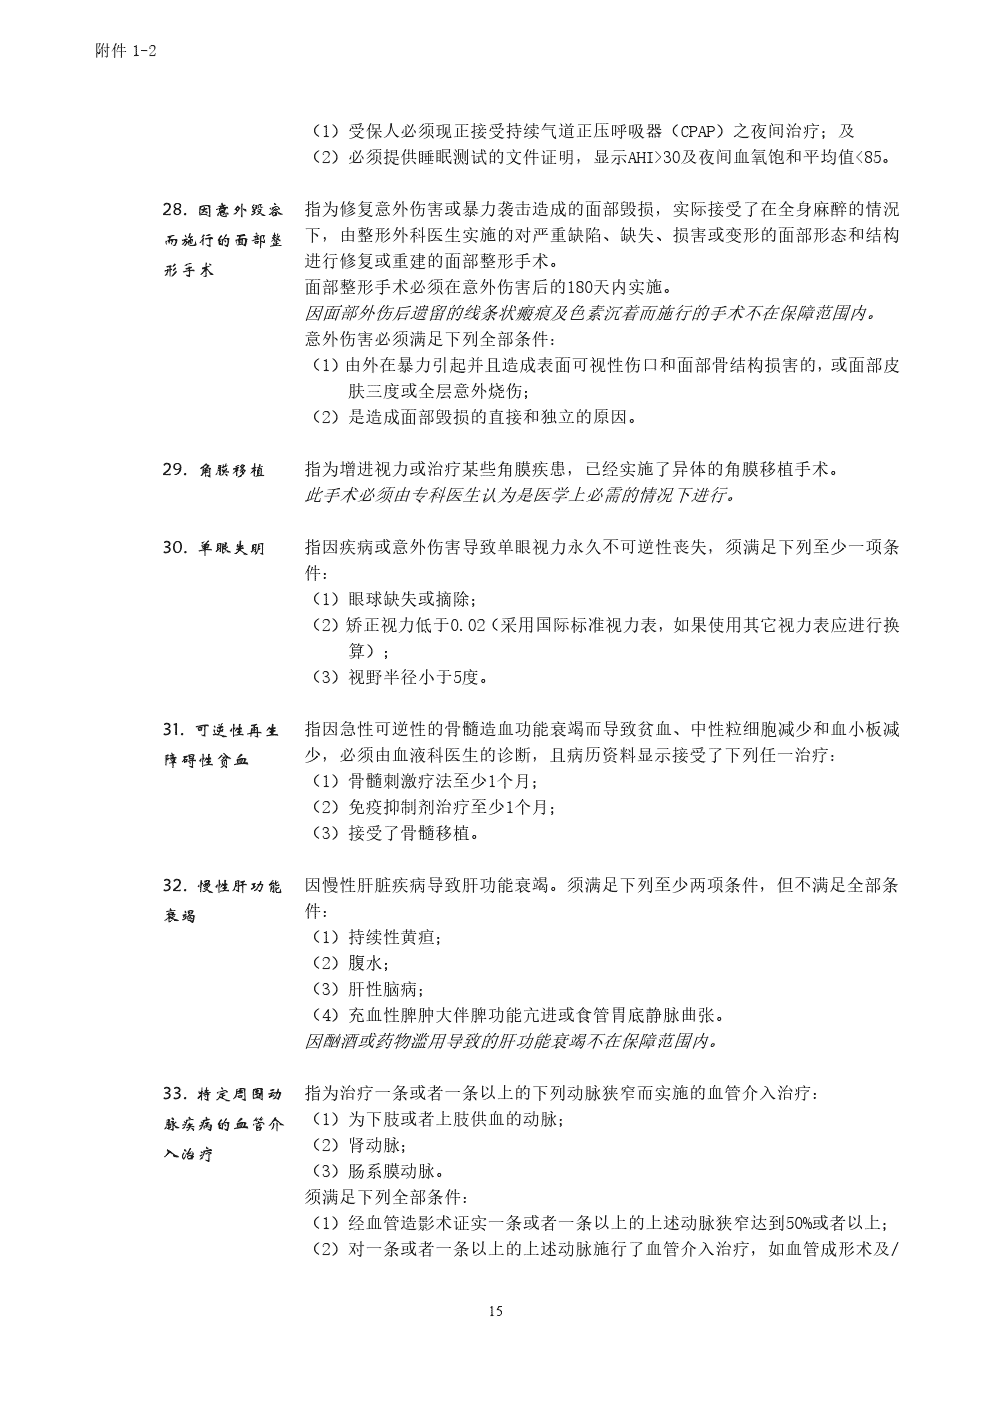 附件 1-2
（1）受保人必须现正接受持续气道正压呼吸器（CPAP）之夜间治疗；及
（2）必须提供睡眠测试的文件证明，显示AHI>30及夜间血氧饱和平均值<85。
28. 因意外毁容
而施行的面部整
形手术
指为修复意外伤害或暴力袭击造成的面部毁损，实际接受了在全身麻醉的情况
下，由整形外科医生实施的对严重缺陷、缺失、损害或变形的面部形态和结构
进行修复或重建的面部整形手术。
面部整形手术必须在意外伤害后的180天内实施。
因面部外伤后遗留的线条状瘢痕及色素沉着而施行的手术不在保障范围内。
意外伤害必须满足下列全部条件：
（1）由外在暴力引起并且造成表面可视性伤口和面部骨结构损害的，或面部皮
肤三度或全层意外烧伤；
（2）是造成面部毁损的直接和独立的原因。
29. 角膜移植
指为增进视力或治疗某些角膜疾患，已经实施了异体的角膜移植手术。
此手术必须由专科医生认为是医学上必需的情况下进行。
30. 单眼失明
指因疾病或意外伤害导致单眼视力永久不可逆性丧失，须满足下列至少一项条
件：
（1）眼球缺失或摘除；
（2）矫正视力低于0.02（采用国际标准视力表，如果使用其它视力表应进行换
算）；
（3）视野半径小于5度。
31. 可逆性再生
障碍性贫血
指因急性可逆性的骨髓造血功能衰竭而导致贫血、中性粒细胞减少和血小板减
少，必须由血液科医生的诊断，且病历资料显示接受了下列任一治疗：
（1）骨髓刺激疗法至少1个月；
（2）免疫抑制剂治疗至少1个月；
（3）接受了骨髓移植。
32. 慢性肝功能
衰竭
因慢性肝脏疾病导致肝功能衰竭。须满足下列至少两项条件，但不满足全部条
件：
（1）持续性黄疸；
（2）腹水；
（3）肝性脑病；
（4）充血性脾肿大伴脾功能亢进或食管胃底静脉曲张。
因酗酒或药物滥用导致的肝功能衰竭不在保障范围内。
33. 特定周围动
脉疾病的血管介
入治疗
指为治疗一条或者一条以上的下列动脉狭窄而实施的血管介入治疗：
（1）为下肢或者上肢供血的动脉；
（2）肾动脉；
（3）肠系膜动脉。
须满足下列全部条件：
（1）经血管造影术证实一条或者一条以上的上述动脉狭窄达到50%或者以上；
（2）对一条或者一条以上的上述动脉施行了血管介入治疗，如血管成形术及/
15